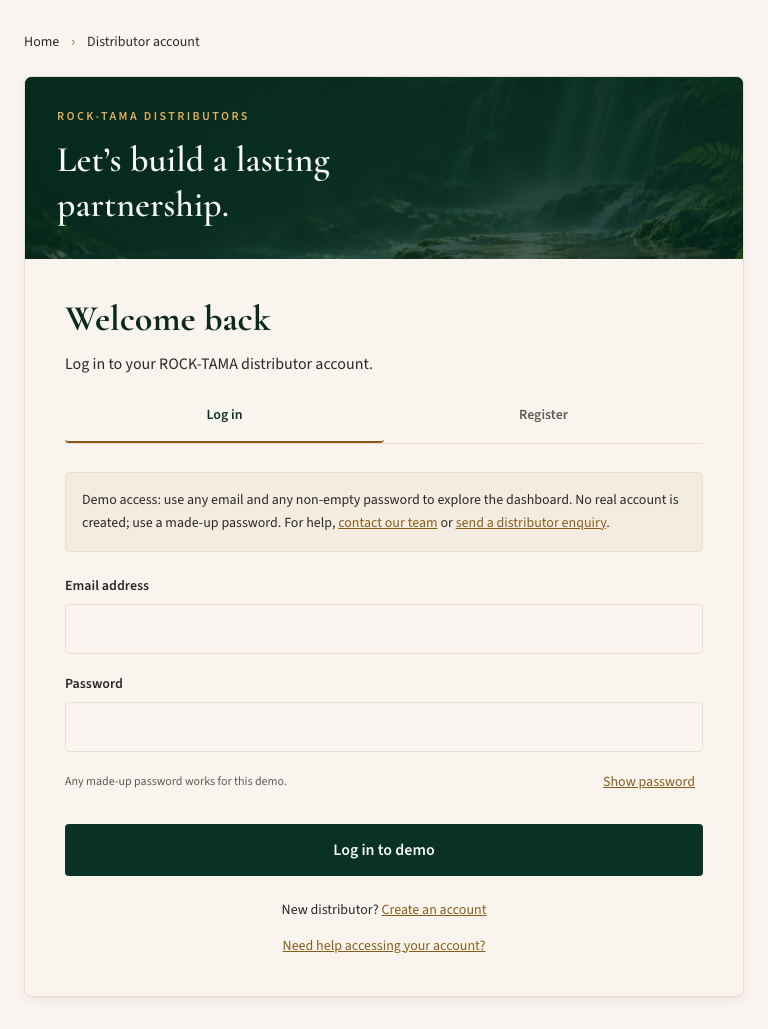 Home › Distributor account
ROCK-TAMA DISTRIBUTORS
Let’s build a lasting
partnership.
Welcome back
Log in to your ROCK-TAMA distributor account.
Log in Register
Demo access: use any email and any non-empty password to explore the dashboard. No real account is
created; use a made-up password. For help, contact our team or send a distributor enquiry.
Email address
Password
Any made-up password works for this demo. Show password
Log in to demo
New distributor? Create an account
Need help accessing your account?